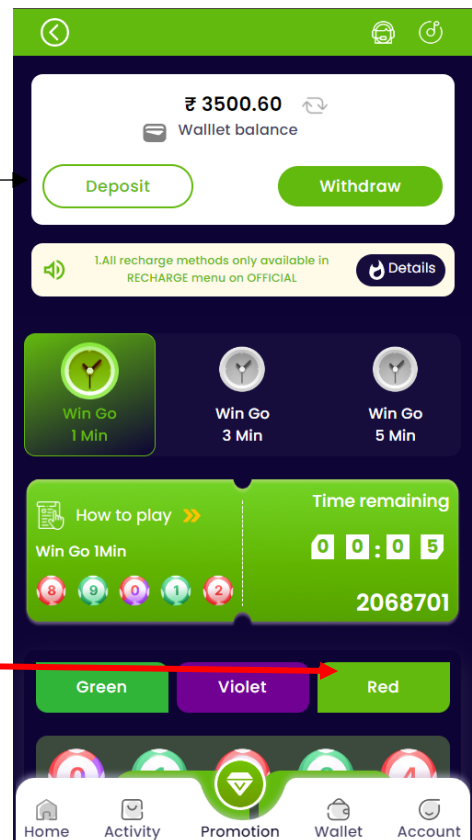 ₹ 3500.60
Walllet balance
Deposit
Withdraw
1.All recharge methods only available in
RECHARGE menu on OFFICIAL
Details
Win Go
1 Min
Win Go
3 Min
Win Go
5 Min
How to play
Win Go 1Min
8 9 0 1 2
Time remaining
0 0 : 0 5
2068701
Green
Violet
Red
Home
Activity
Promotion
Wallet
Account